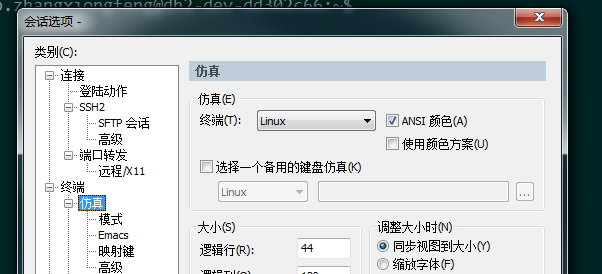 p.zhangxiongfeng@dh2-dev-dd302c66:~$
会话选项 -
类别(C):
连接
登陆动作
SSH2
SFTP 会话
高级
端口转发
远程/X11
终端
仿真
模式
Emacs
映射键
高级
仿真
仿真(E)
终端(T):
Linux
ANSI 颜色(A)
使用颜色方案(U)
选择一个备用的键盘仿真(K)
Linux
...
大小(S)
逻辑行(R):
44
调整大小时(N)
同步视图到大小(Y)
缩放字体(F)